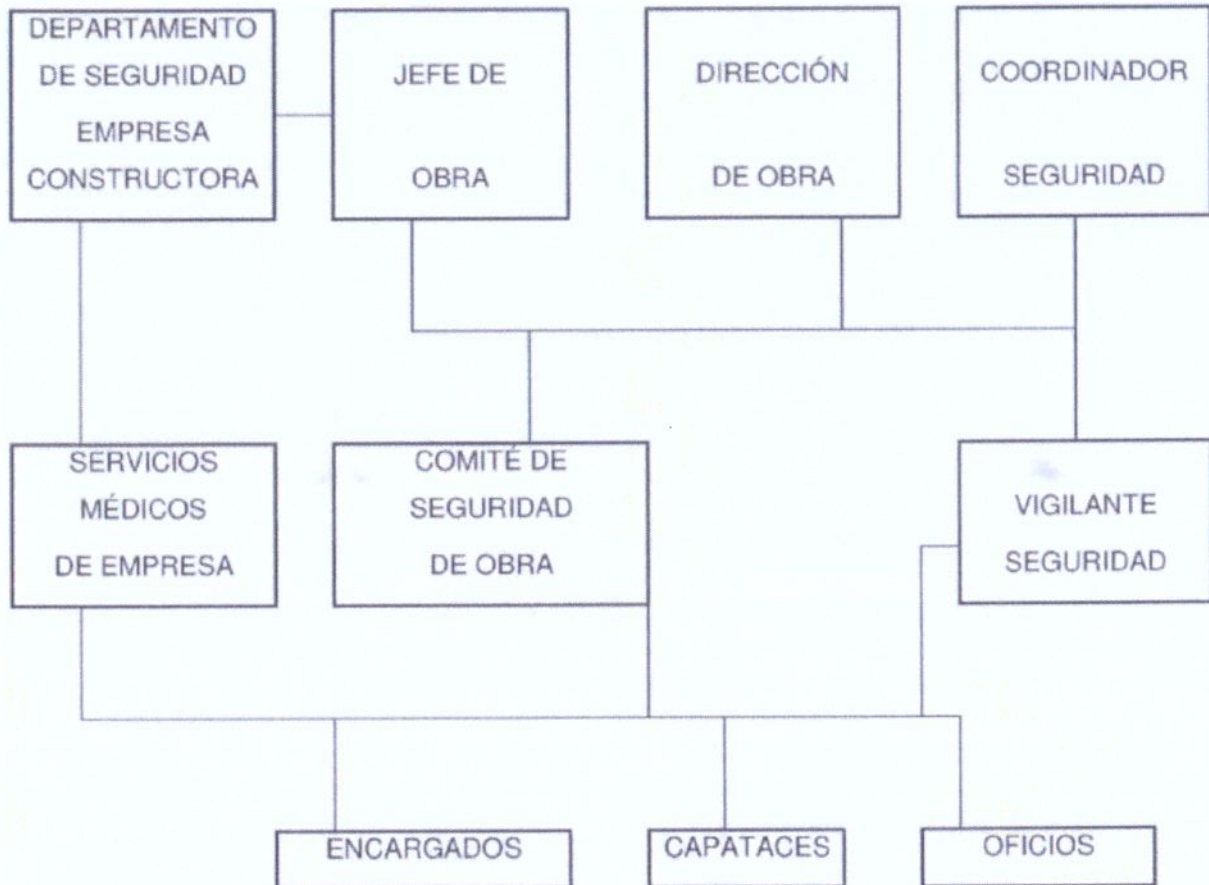 DEPARTAMENTO
DE SEGURIDAD
EMPRESA
CONSTRUCTORA
JEFE DE
OBRA
DIRECCIÓN
DE OBRA
COORDINADOR
SEGURIDAD
SERVICIOS
MÉDICOS
DE EMPRESA
COMITÉ DE
SEGURIDAD
DE OBRA
VIGILANTE
SEGURIDAD
ENCARGADOS
CAPATACES
OFICIOS